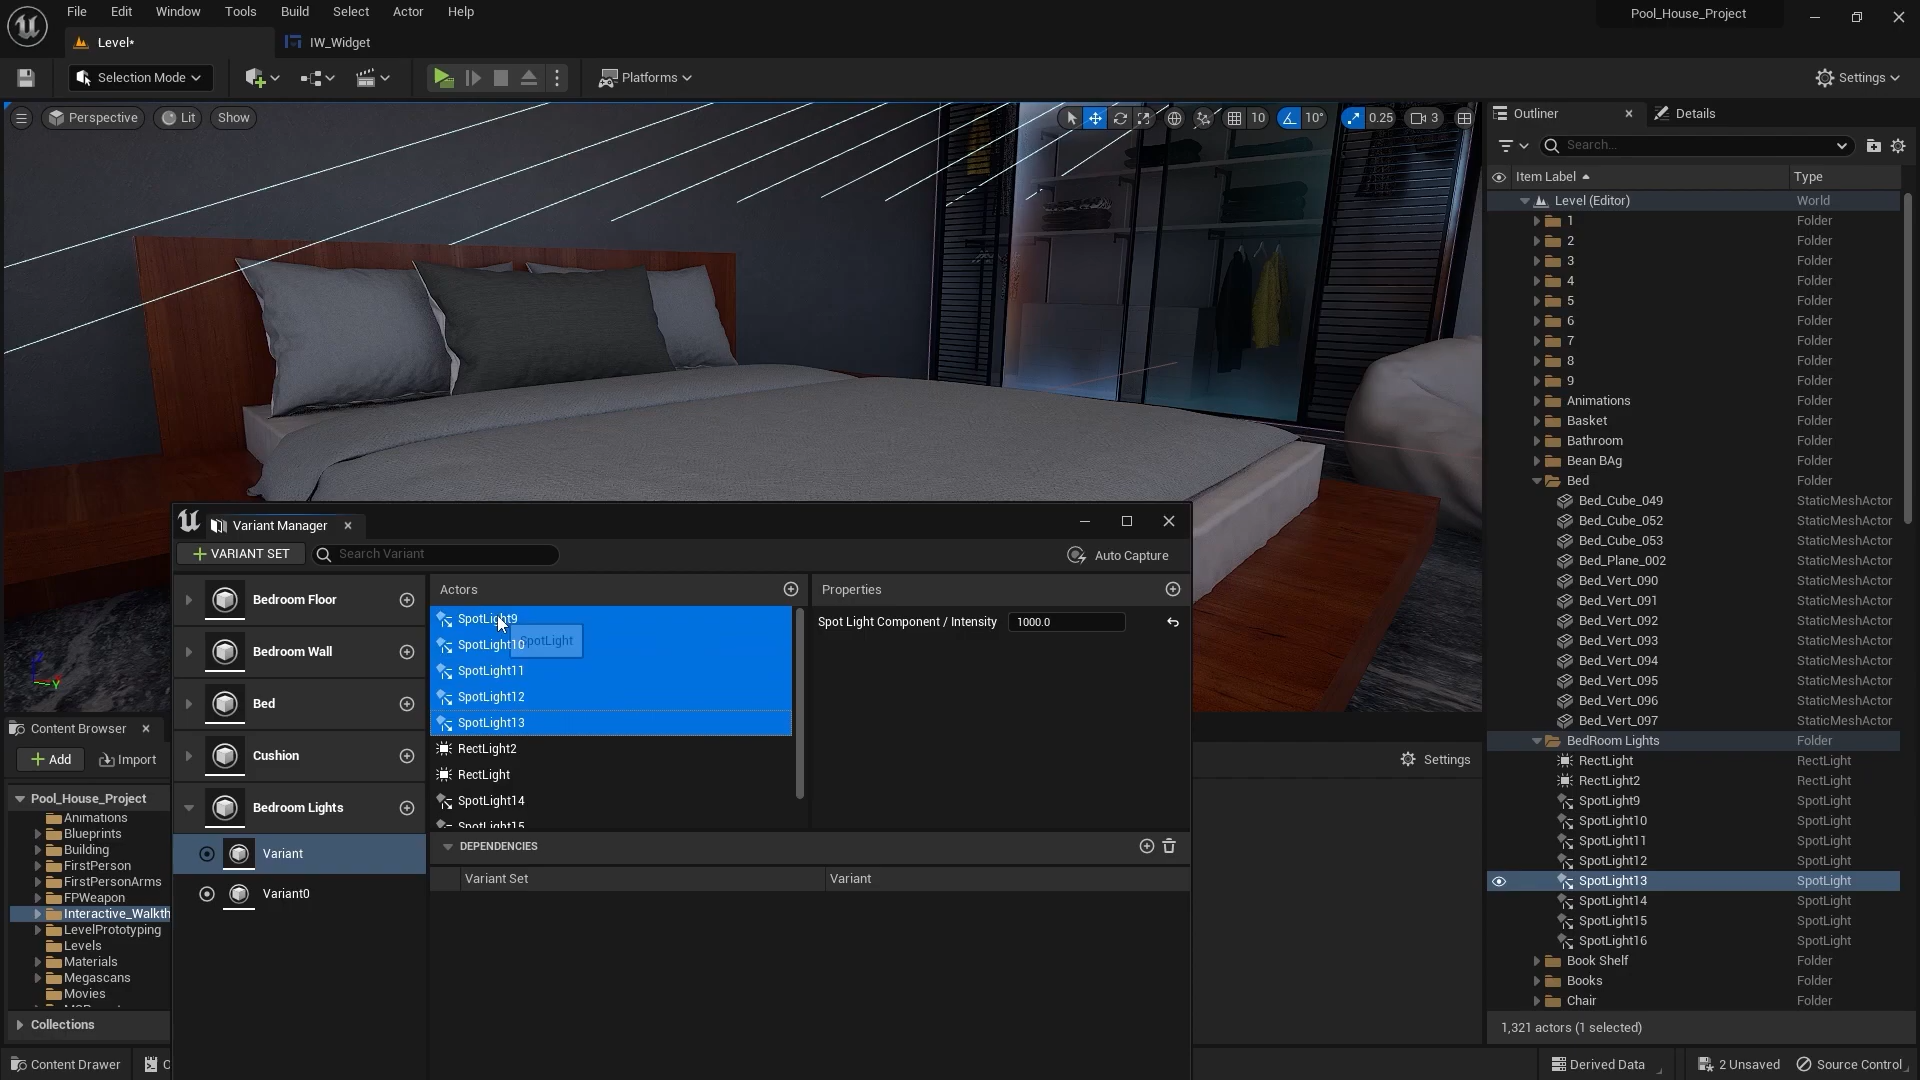 File Edit Window Tools Build Select Actor Help
Pool_House_Project
Level*
IW_Widget
Selection Mode
Platforms
Settings
Perspective
Lit
Show
10
10°
0.25
3
Outliner
Details
Search...
Item Label
Type
Level (Editor) World
1 Folder
2 Folder
3 Folder
4 Folder
5 Folder
6 Folder
7 Folder
8 Folder
9 Folder
Animations Folder
Basket Folder
Bathroom Folder
Bean BAg Folder
Bed Folder
Bed_Cube_049 StaticMeshActor
Bed_Cube_052 StaticMeshActor
Bed_Cube_053 StaticMeshActor
Bed_Plane_002 StaticMeshActor
Bed_Vert_090 StaticMeshActor
Bed_Vert_091 StaticMeshActor
Bed_Vert_092 StaticMeshActor
Bed_Vert_093 StaticMeshActor
Bed_Vert_094 StaticMeshActor
Bed_Vert_095 StaticMeshActor
Bed_Vert_096 StaticMeshActor
Bed_Vert_097 StaticMeshActor
BedRoom Lights Folder
RectLight RectLight
RectLight2 RectLight
SpotLight9 SpotLight
SpotLight10 SpotLight
SpotLight11 SpotLight
SpotLight12 SpotLight
SpotLight13 SpotLight
SpotLight14 SpotLight
SpotLight15 SpotLight
SpotLight16 SpotLight
Book Shelf Folder
Books Folder
Chair Folder
1,321 actors (1 selected)
Variant Manager
VARIANT SET
Search Variant
Auto Capture
Bedroom Floor
Bedroom Wall
Bed
Cushion
Bedroom Lights
Variant
Variant0
Actors
SpotLight9
SpotLight
SpotLight10
SpotLight11
SpotLight12
SpotLight13
RectLight2
RectLight
SpotLight14
SpotLight15
Properties
Spot Light Component / Intensity 1000.0
DEPENDENCIES
Variant Set
Variant
Settings
Content Browser
Add
Import
Pool_House_Project
Animations
Blueprints
Building
FirstPerson
FirstPersonArms
FPWeapon
Interactive_Walkth
LevelPrototyping
Levels
Materials
Megascans
Movies
Collections
Content Drawer
C
Derived Data
2 Unsaved
Source Control